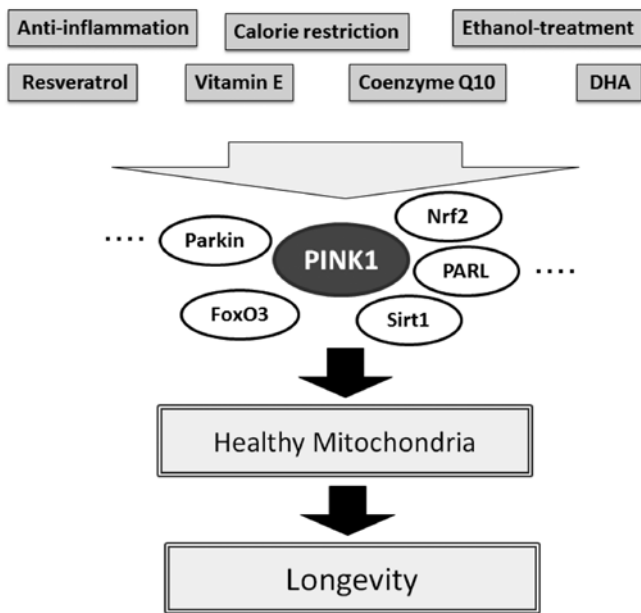 Anti-inflammation
Calorie restriction
Ethanol-treatment
Resveratrol
Vitamin E
Coenzyme Q10
DHA
Nrf2
.... Parkin
PINK1
PARL ....
FoxO3
Sirt1
Healthy Mitochondria
Longevity